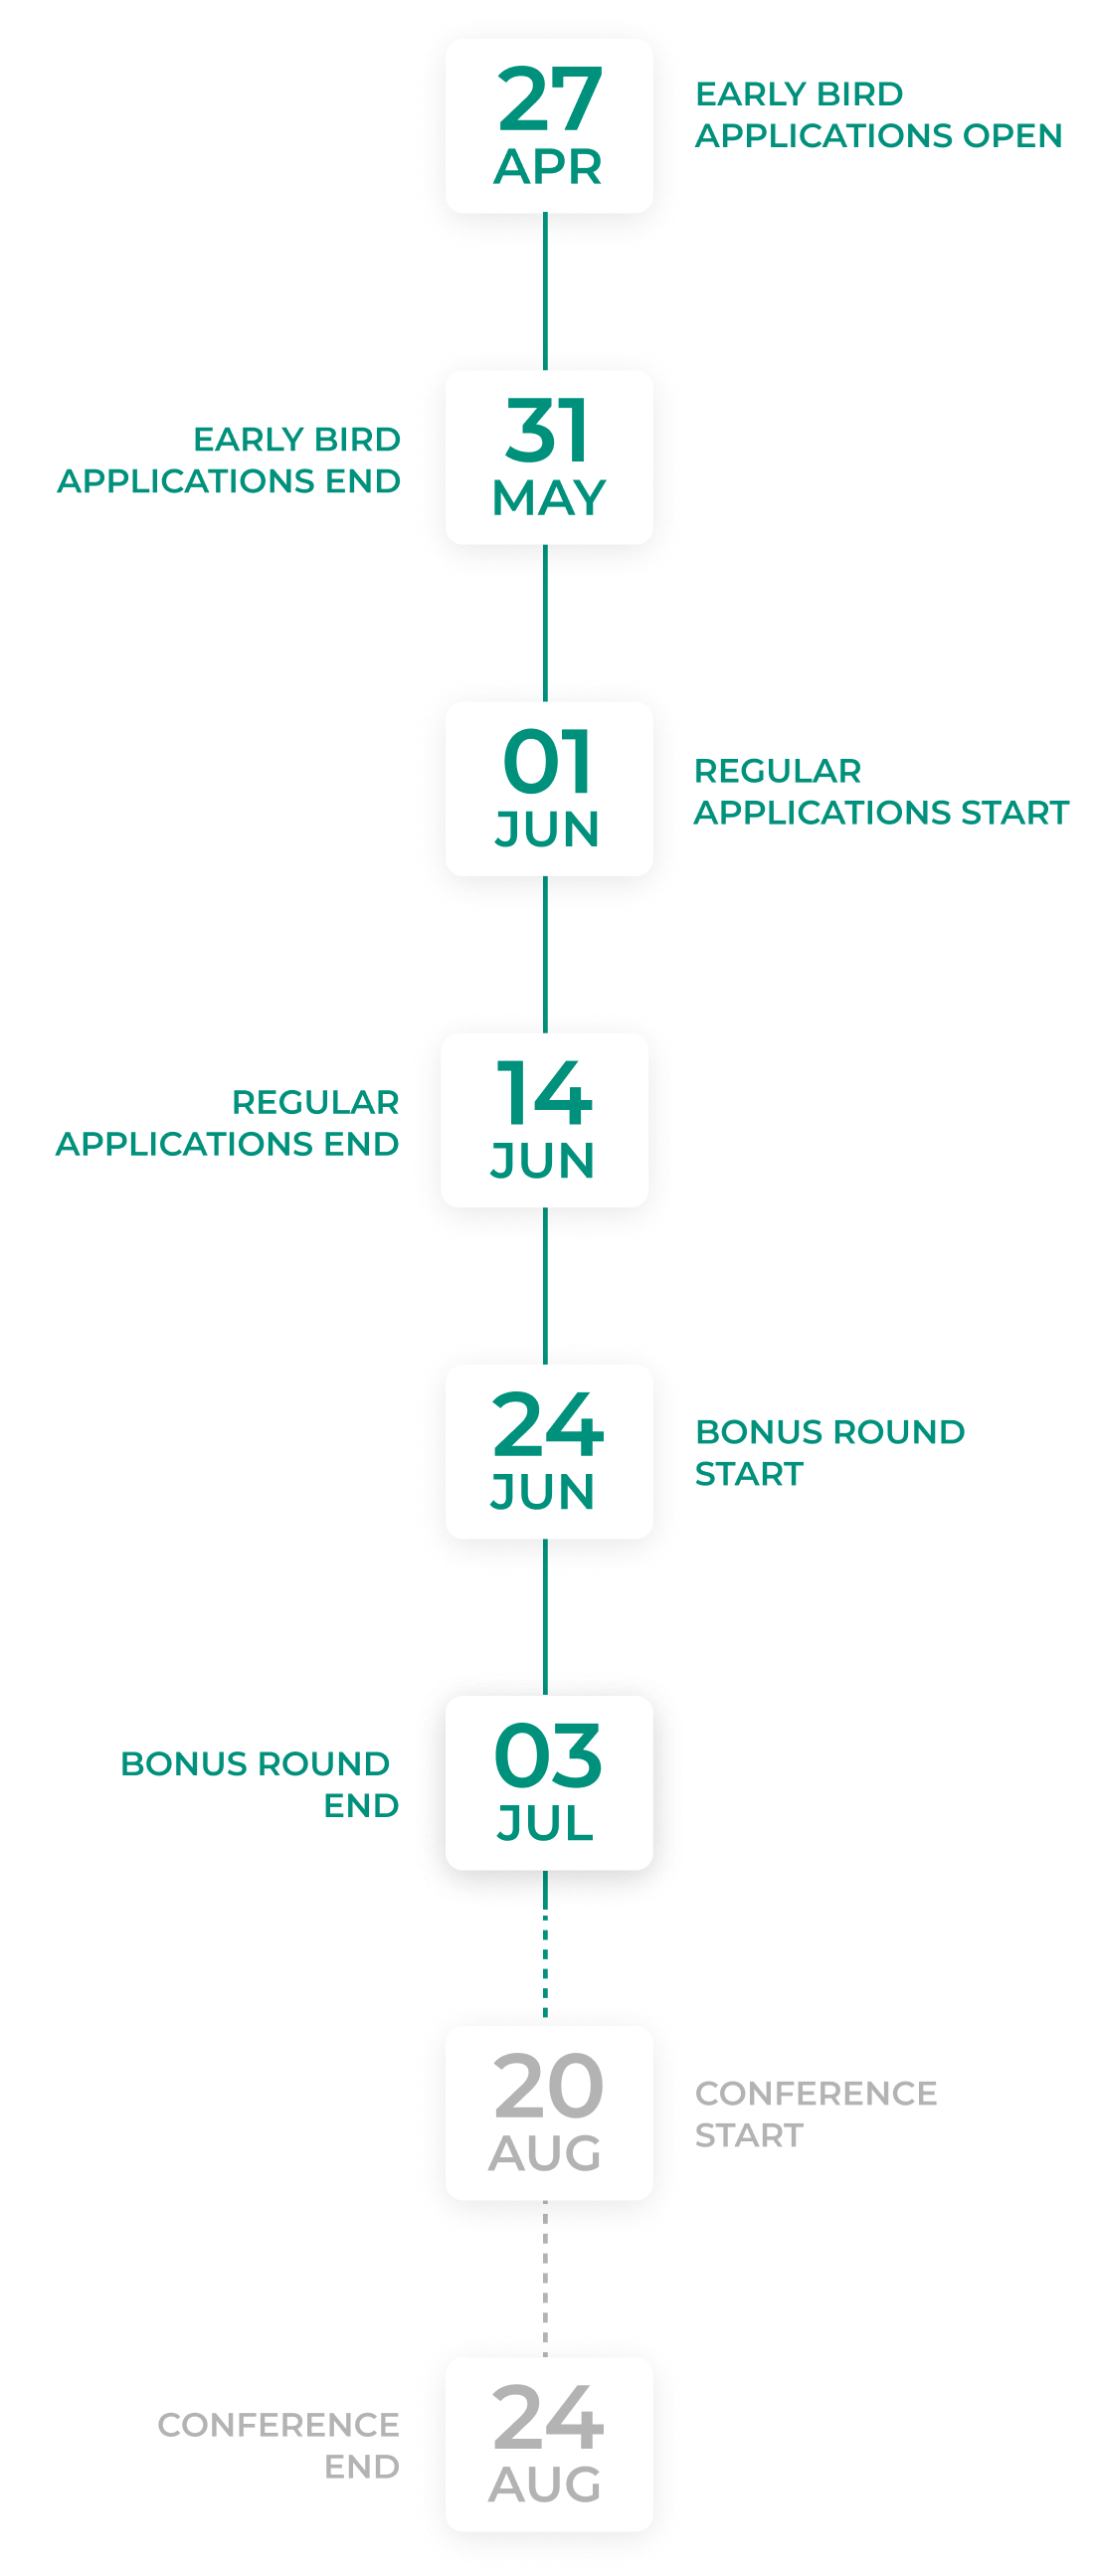 27
APR
EARLY BIRD
APPLICATIONS OPEN
31
MAY
EARLY BIRD
APPLICATIONS END
01
JUN
REGULAR
APPLICATIONS START
14
JUN
REGULAR
APPLICATIONS END
24
JUN
BONUS ROUND
START
03
JUL
BONUS ROUND
END
20
AUG
CONFERENCE
START
24
AUG
CONFERENCE
END